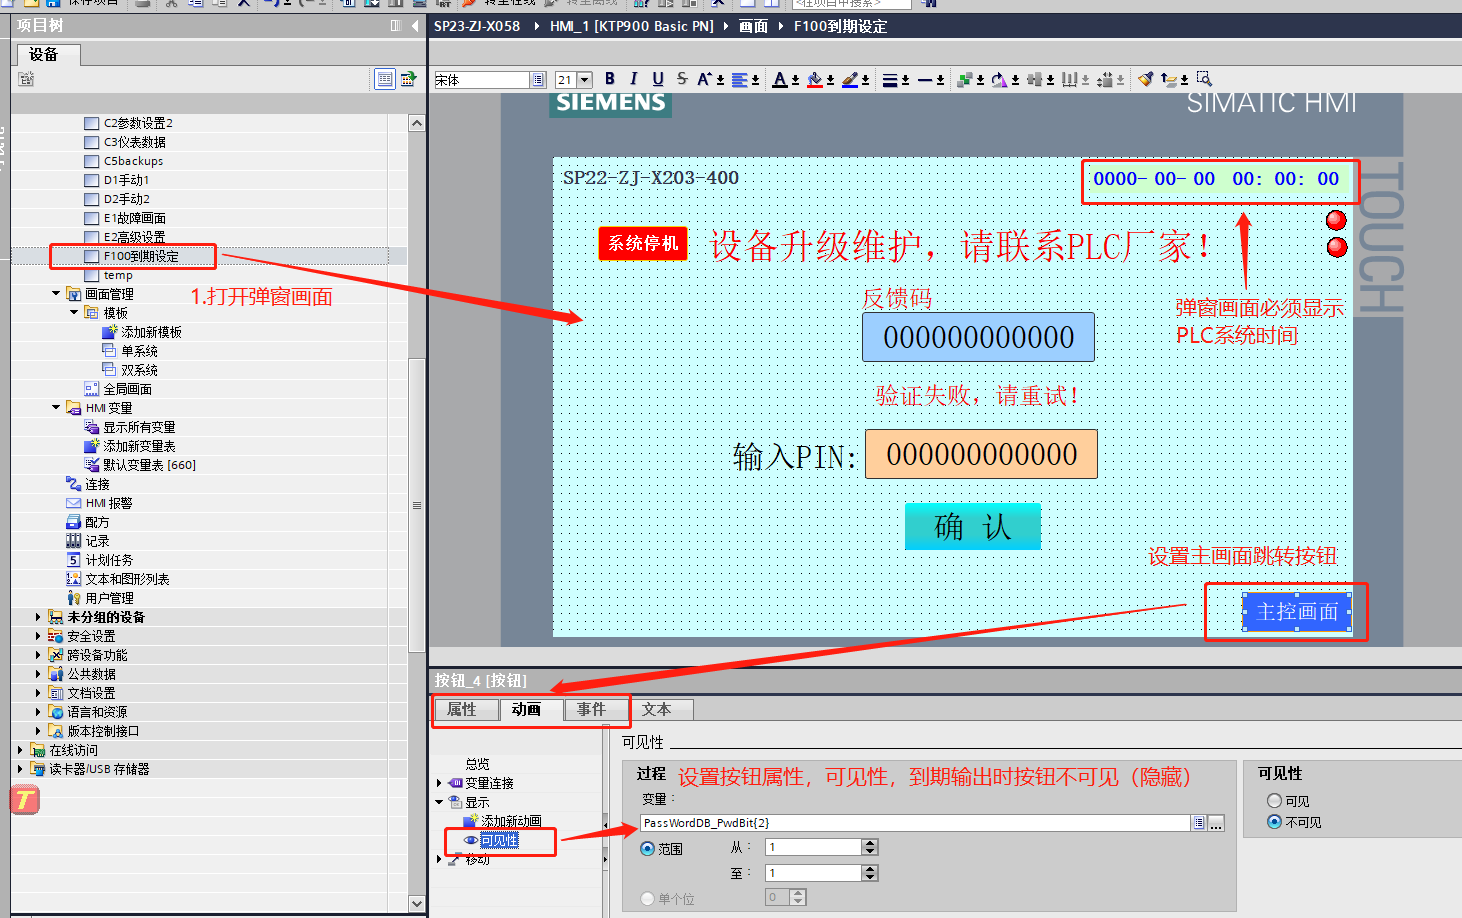 项目树
SP23-ZJ-X058 HMI_1 [KTP900 Basic PN] 画面 F100到期设定
设备
宋体 21 B I U S A A
C2参数设置2
C3仪表数据
C5backups
D1手动1
D2手动2
E1故障画面
E2高级设置
F100到期设定
temp
画面管理
模板
添加新模板
单系统
双系统
全局画面
HMI 变量
显示所有变量
添加新变量表
默认变量表 [660]
连接
HMI 报警
配方
记录
计划任务
文本和图形列表
用户管理
未分组的设备
安全设置
跨设备功能
公共数据
文档设置
语言和资源
版本控制接口
在线访问
读卡器/USB 存储器
T
1.打开弹窗画面
SIEMENS
SIMATIC HMI
TOUCH
SP22-ZJ-X203-400
0000- 00- 00 00: 00: 00
系统停机
设备升级维护，请联系PLC厂家！
弹窗画面必须显示
PLC系统时间
反馈码
000000000000
验证失败，请重试！
输入PIN:
000000000000
确 认
设置主画面跳转按钮
主控画面
按钮_4 [按钮]
属性 动画 事件 文本
总览
变量连接
显示
添加新动画
可见性
移动
可见性
过程
设置按钮属性，可见性，到期输出时按钮不可见（隐藏）
变量：
PassWordDB_PwdBit{2}
范围
从： 1
至： 1
单个位 0
可见性
可见
不可见